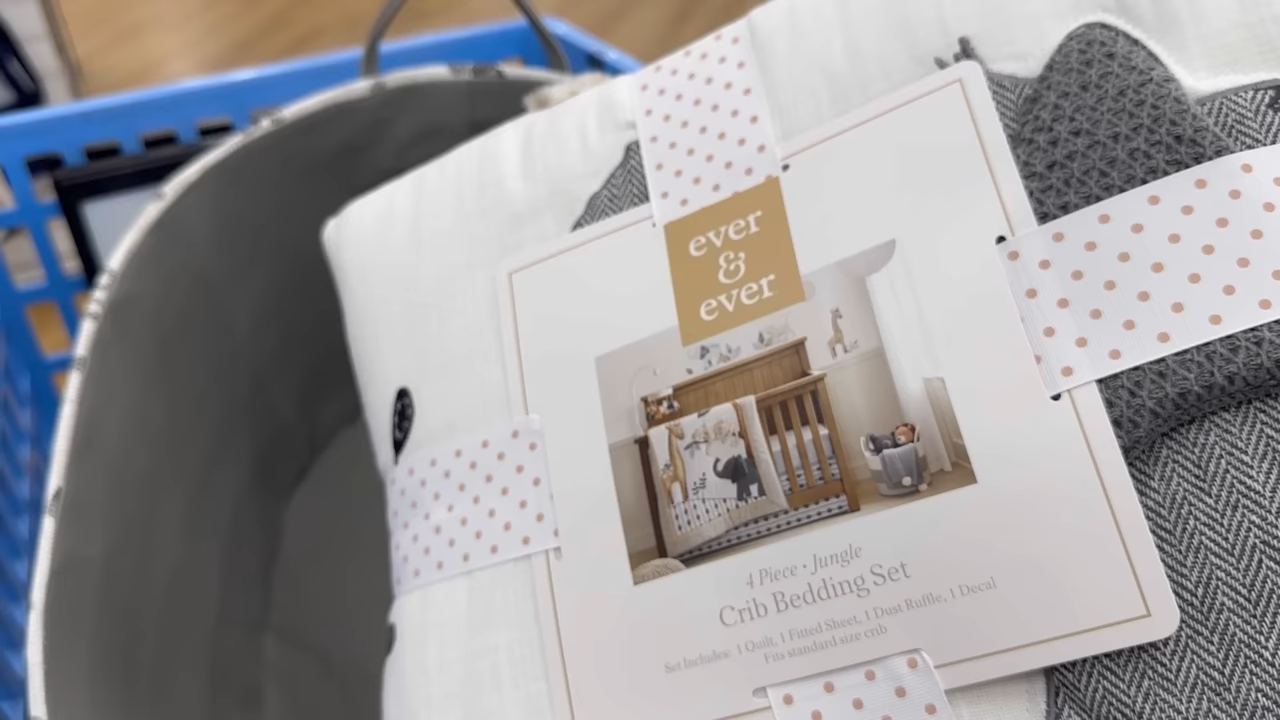 ever
&
ever
4 Piece • Jungle
Crib Bedding Set
Set Includes: 1 Quilt, 1 Fitted Sheet, 1 Dust Ruffle, 1 Decal
Fits standard size crib